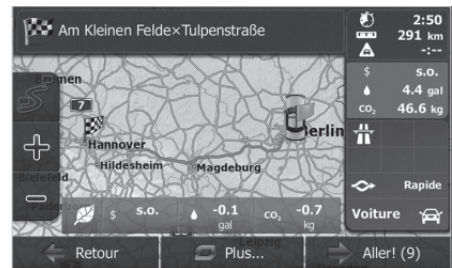 Am Kleinen Felde×Tulpenstraße
2:50
291 km
-:--
$ s.o.
4.4 gal
CO₂ 46.6 kg
Bremen
7
Hannover
Berlin
Hildesheim
Magdeburg
Bielefeld
Rapide
Paderborn
$ s.o.
-0.1 gal
CO₂ -0.7 kg
Voiture
Leipzig
Retour
Plus...
Aller! (9)